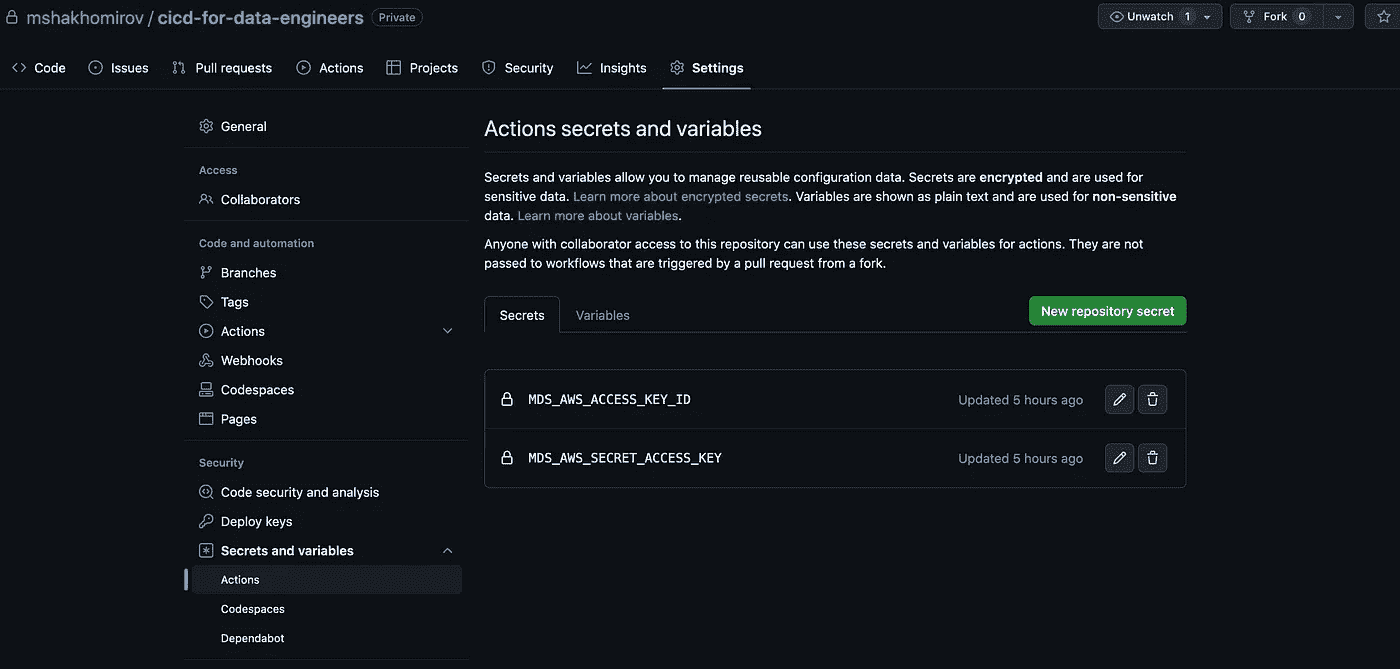 mshakhomirov / cicd-for-data-engineers Private
Unwatch 1
Fork 0
Code Issues Pull requests Actions Projects Security Insights Settings
General
Access
Collaborators
Code and automation
Branches
Tags
Actions
Webhooks
Codespaces
Pages
Security
Code security and analysis
Deploy keys
Secrets and variables
Actions
Codespaces
Dependabot
Actions secrets and variables
Secrets and variables allow you to manage reusable configuration data. Secrets are encrypted and are used for
sensitive data. Learn more about encrypted secrets. Variables are shown as plain text and are used for non-sensitive
data. Learn more about variables.
Anyone with collaborator access to this repository can use these secrets and variables for actions. They are not
passed to workflows that are triggered by a pull request from a fork.
Secrets Variables
New repository secret
MDS_AWS_ACCESS_KEY_ID Updated 5 hours ago
MDS_AWS_SECRET_ACCESS_KEY Updated 5 hours ago